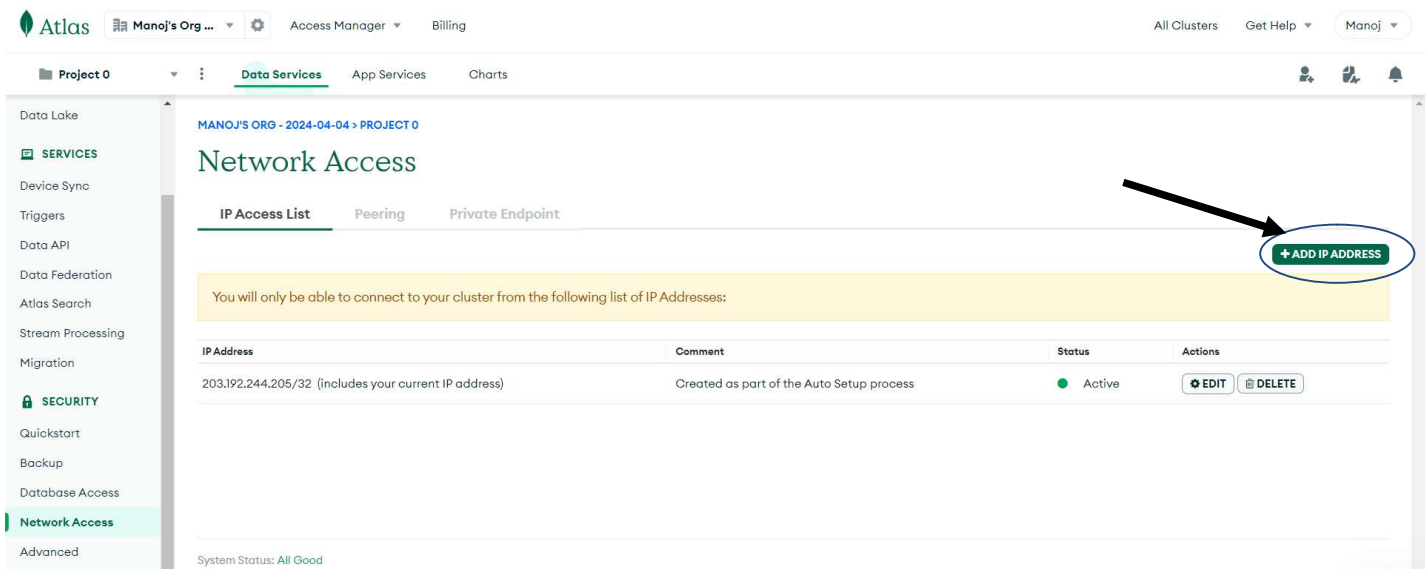 Atlas Manoj's Org ... Access Manager Billing All Clusters Get Help Manoj
Project 0 Data Services App Services Charts
Data Lake
SERVICES
Device Sync
Triggers
Data API
Data Federation
Atlas Search
Stream Processing
Migration
SECURITY
Quickstart
Backup
Database Access
Network Access
Advanced
MANOJ'S ORG - 2024-04-04 > PROJECT 0
Network Access
IP Access List Peering Private Endpoint
+ ADD IP ADDRESS
You will only be able to connect to your cluster from the following list of IP Addresses:
IP Address Comment Status Actions
203.192.244.205/32 (includes your current IP address) Created as part of the Auto Setup process Active EDIT DELETE
System Status: All Good